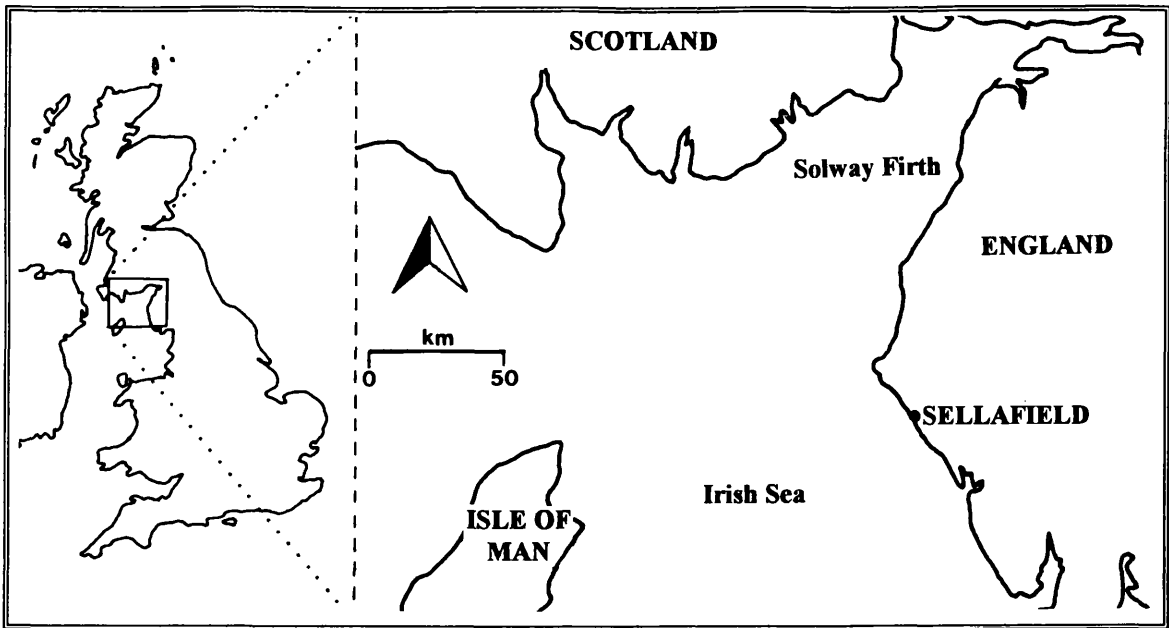 SCOTLAND
Solway Firth
ENGLAND
km
0 50
SELLAFIELD
Irish Sea
ISLE OF
MAN